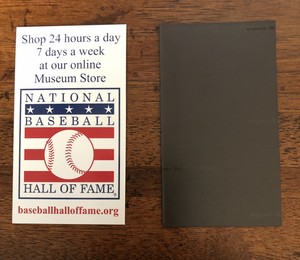 Shop 24 hours a day
7 days a week
at our online
Museum Store
NATIONAL
BASEBALL
HALL OF FAME®
baseballhalloffame.org